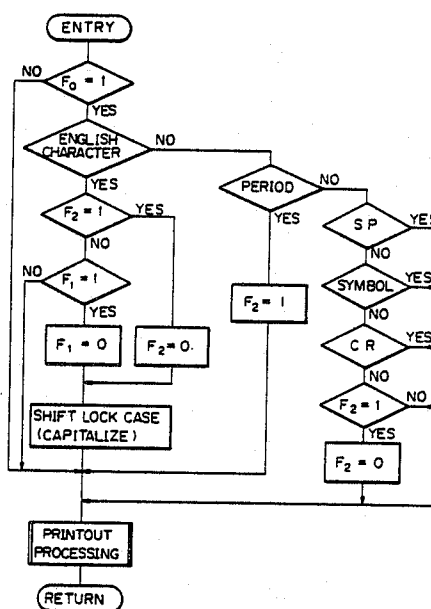 ENTRY
NO
F0 = 1
YES
ENGLISH
CHARACTER
NO
YES
PERIOD
NO
F2 = 1
YES
YES
SP
YES
NO
NO
NO
F1 = 1
F2 = 1
SYMBOL
YES
YES
NO
F1 = 0
F2 = 0.
CR
YES
NO
SHIFT LOCK CASE
(CAPITALIZE)
F2 = 1
NO
YES
F2 = 0
PRINTOUT
PROCESSING
RETURN